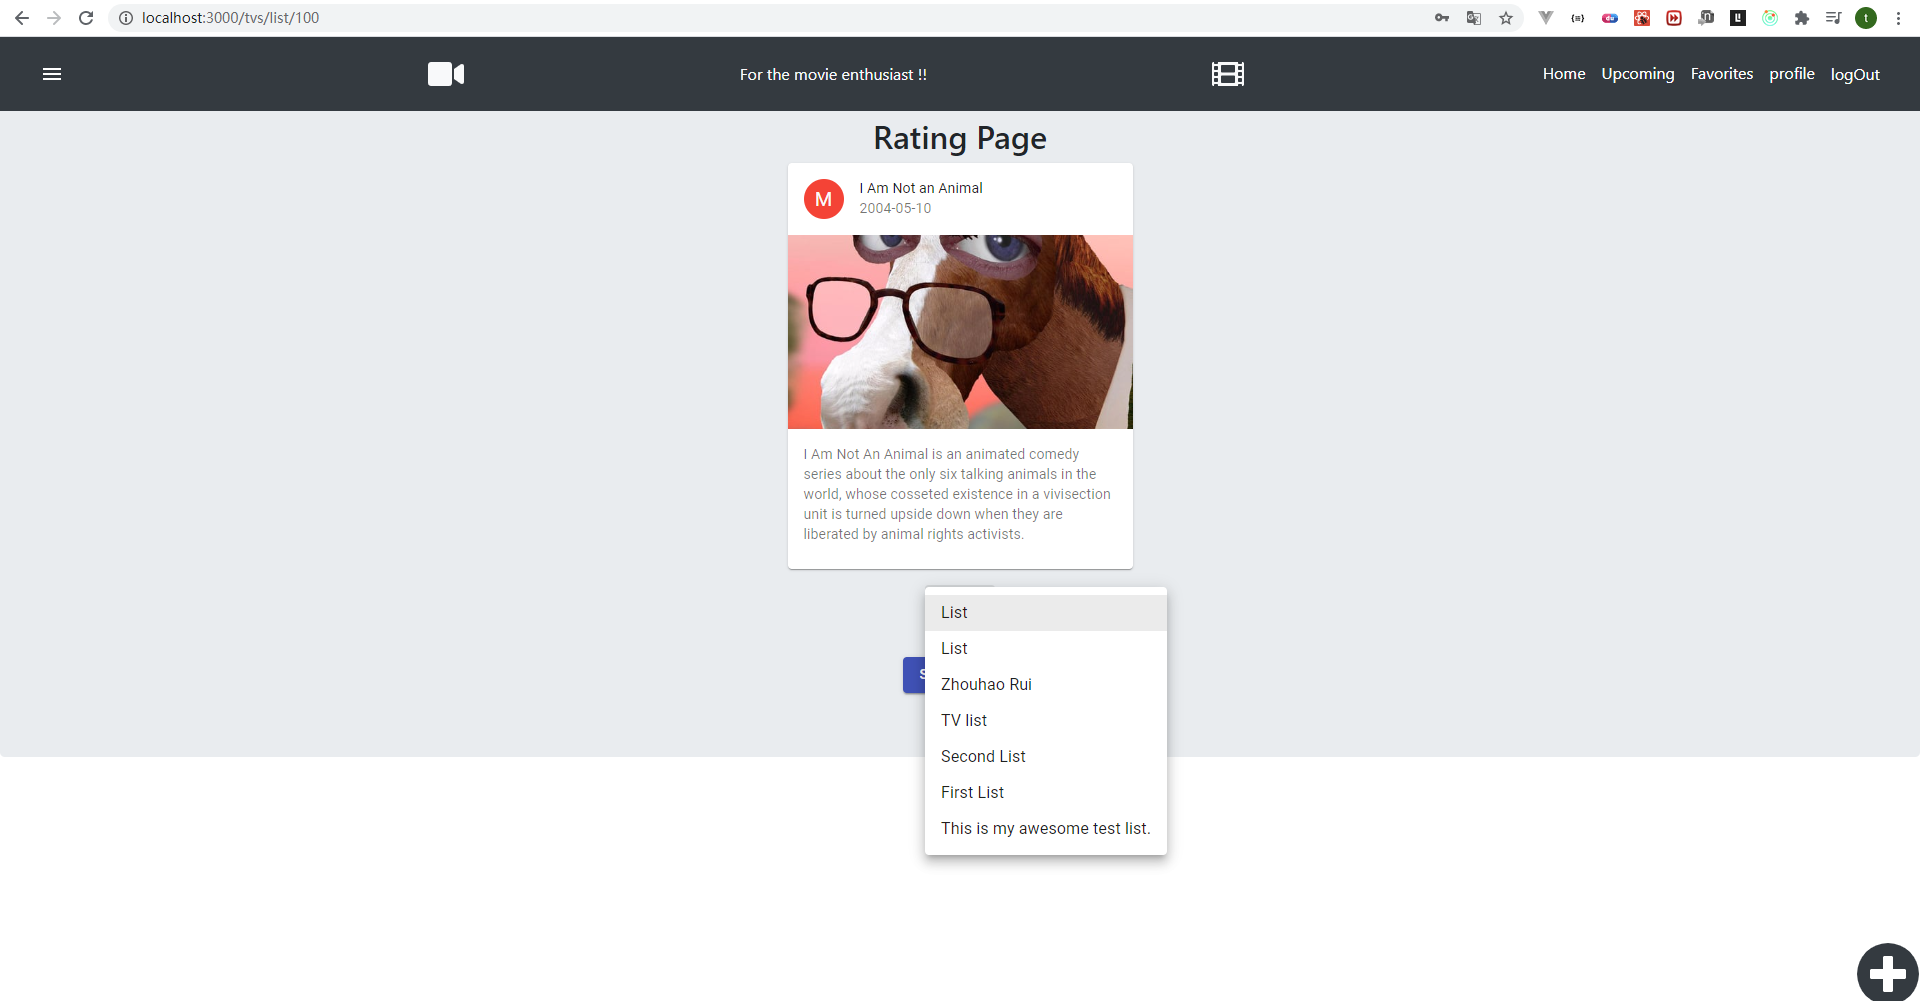 localhost:3000/tvs/list/100
For the movie enthusiast !!
Home Upcoming Favorites profile logOut
Rating Page
M
I Am Not an Animal
2004-05-10
I Am Not An Animal is an animated comedy
series about the only six talking animals in the
world, whose cosseted existence in a vivisection
unit is turned upside down when they are
liberated by animal rights activists.
List
List
Zhouhao Rui
TV list
Second List
First List
This is my awesome test list.